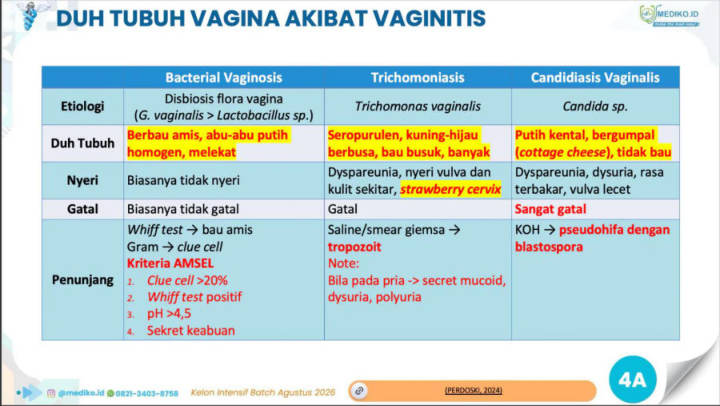 DUH TUBUH VAGINA AKIBAT VAGINITIS
MEDIKO.ID
Bacterial Vaginosis
Trichomoniasis
Candidiasis Vaginalis
Etiologi
Disbiosis flora vagina
(G. vaginalis > Lactobacillus sp.)
Trichomonas vaginalis
Candida sp.
Duh Tubuh
Berbau amis, abu-abu putih
homogen, melekat
Seropurulen, kuning-hijau
berbusa, bau busuk, banyak
Putih kental, bergumpal
(cottage cheese), tidak bau
Nyeri
Biasanya tidak nyeri
Dyspareunia, nyeri vulva dan
kulit sekitar, strawberry cervix
Dyspareunia, dysuria, rasa
terbakar, vulva lecet
Gatal
Biasanya tidak gatal
Gatal
Sangat gatal
Penunjang
Whiff test → bau amis
Gram → clue cell
Kriteria AMSEL
1. Clue cell >20%
2. Whiff test positif
3. pH >4,5
4. Sekret keabuan
Saline/smear giemsa →
tropozoit
Note:
Bila pada pria -> secret mucoid,
dysuria, polyuria
KOH → pseudohifa dengan
blastospora
@mediko.id 0821-3403-8758 Kelon Intensif Batch Agustus 2026
(PERDOSKI, 2024)
4A